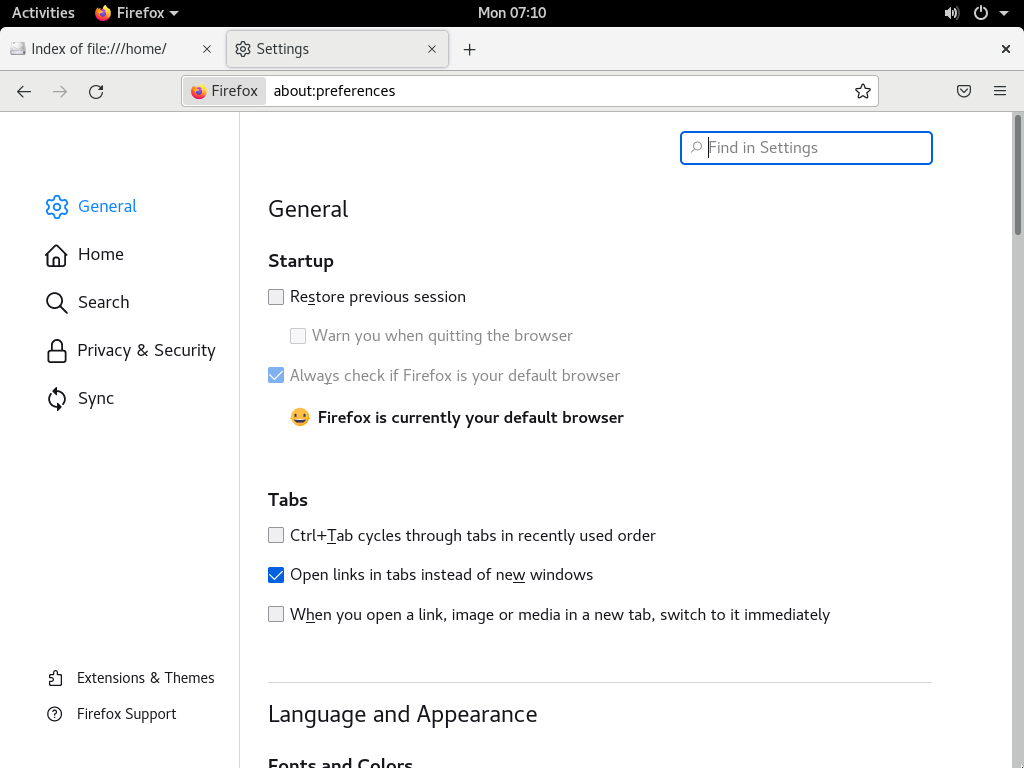 Activities Firefox Mon 07:10
Index of file:///home/ Settings
Firefox about:preferences
Find in Settings
General
Home
Search
Privacy & Security
Sync
Extensions & Themes
Firefox Support
General
Startup
Restore previous session
Warn you when quitting the browser
Always check if Firefox is your default browser
Firefox is currently your default browser
Tabs
Ctrl+Tab cycles through tabs in recently used order
Open links in tabs instead of new windows
When you open a link, image or media in a new tab, switch to it immediately
Language and Appearance
Fonts and Colors